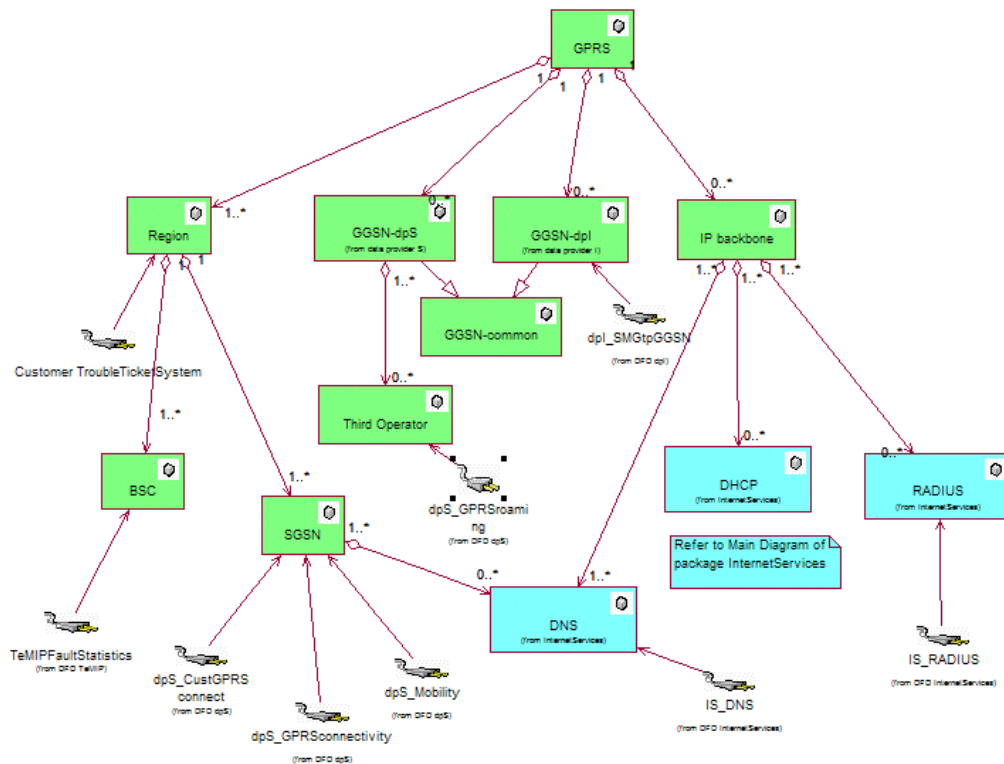 GPRS
1
1
1
1
1..*
0..*
0..*
0..*
Region
GGSN-dpS
(from data provider S)
GGSN-dpI
(from data provider I)
IP backbone
1
1
1
1..*
1..*
1..*
1..*
GGSN-common
dpI_SMGtpGGSN
(from DFD dpI)
Customer TroubleTicketSystem
0..*
Third Operator
1..*
0..*
0..*
BSC
1..*
dpS_GPRSroami
ng
(from DFD dpS)
DHCP
(from InternetServices)
RADIUS
(from InternetServices)
SGSN
1..*
Refer to Main Diagram of
package InternetServices
0..*
1..*
DNS
(from InternetServices)
TeMIPFaultStatistics
(from DFD TeMIP)
dpS_CustGPRS
connect
(from DFD dpS)
dpS_Mobility
(from DFD dpS)
dpS_GPRSconnectivity
(from DFD dpS)
IS_DNS
(from DFD InternetServices)
IS_RADIUS
(from DFD InternetServices)